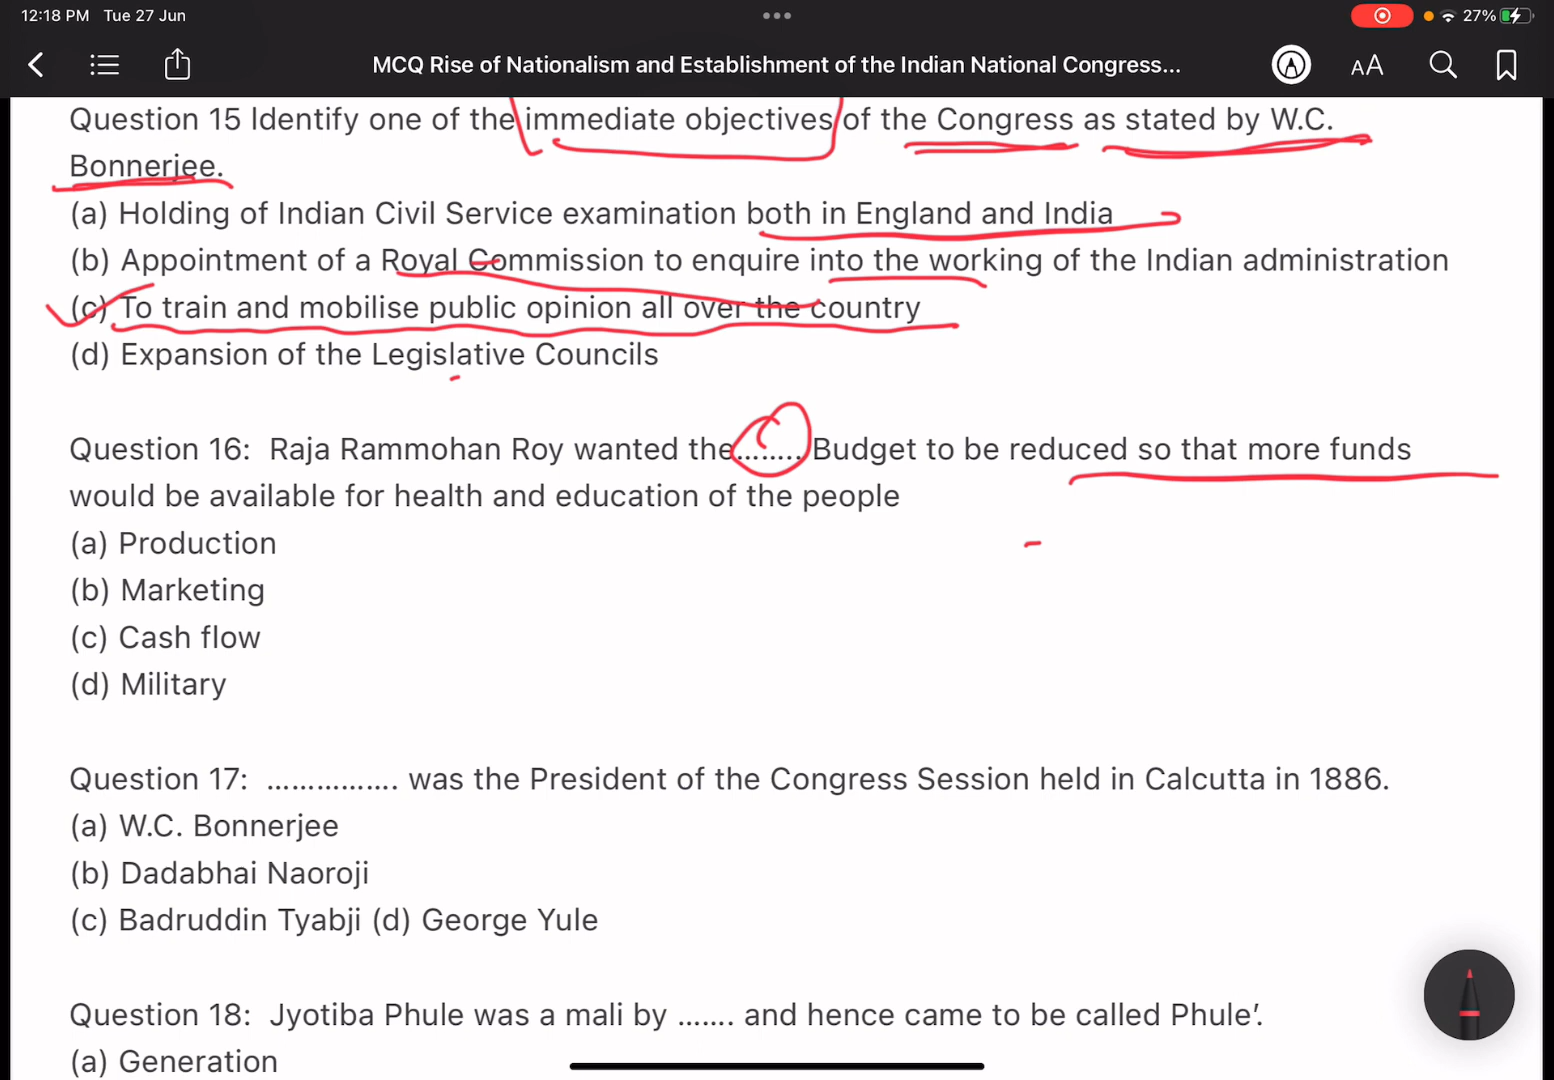 12:18 PM Tue 27 Jun
27%
MCQ Rise of Nationalism and Establishment of the Indian National Congress...
AA
Question 15 Identify one of the immediate objectives of the Congress as stated by W.C.
Bonnerjee.
(a) Holding of Indian Civil Service examination both in England and India
(b) Appointment of a Royal Commission to enquire into the working of the Indian administration
(c) To train and mobilise public opinion all over the country
(d) Expansion of the Legislative Councils
Question 16: Raja Rammohan Roy wanted the........ Budget to be reduced so that more funds
would be available for health and education of the people
(a) Production
(b) Marketing
(c) Cash flow
(d) Military
Question 17: ................ was the President of the Congress Session held in Calcutta in 1886.
(a) W.C. Bonnerjee
(b) Dadabhai Naoroji
(c) Badruddin Tyabji (d) George Yule
Question 18: Jyotiba Phule was a mali by ....... and hence came to be called Phule’.
(a) Generation